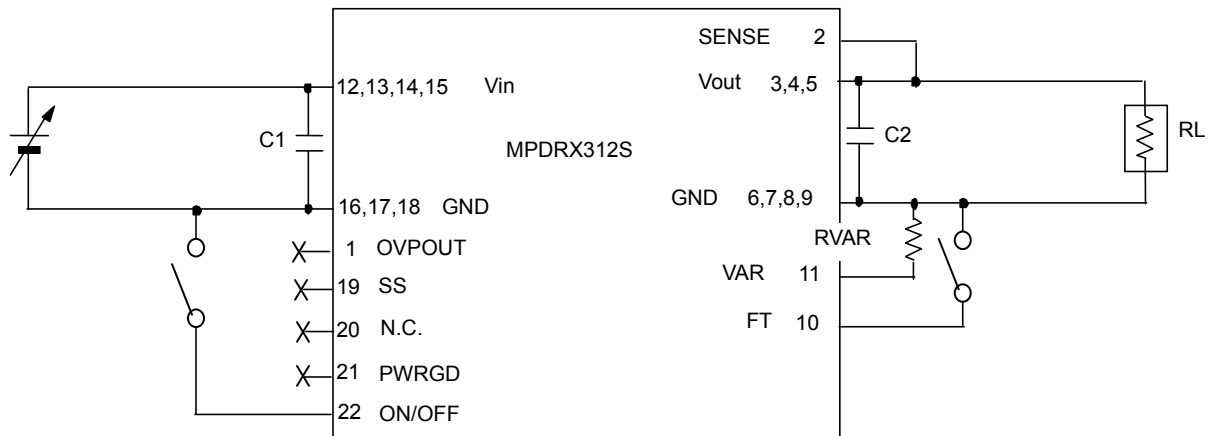 SENSE 2
12,13,14,15 Vin
Vout 3,4,5
C1
C2
RL
MPDRX312S
16,17,18 GND
GND 6,7,8,9
RVAR
1 OVPOUT
VAR 11
19 SS
FT 10
20 N.C.
21 PWRGD
22 ON/OFF